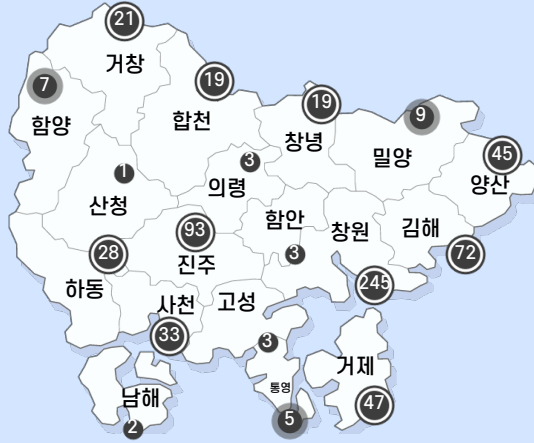 21
거창
7
함양
19
합천
19
창녕
9
밀양
45
양산
1
산청
3
의령
함안
3
창원
245
김해
72
93
진주
28
하동
사천
33
고성
3
통영
5
거제
47
남해
2